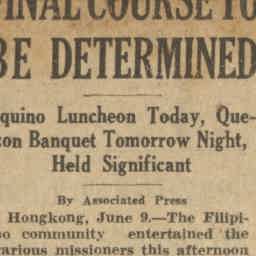 FINAL COURSE TO
BE DETERMINED
quino Luncheon Today, Que-
zon Banquet Tomorrow Night,
Held Significant
By Associated Press
Hongkong, June 9.—The Filipi-
no community entertained the
various missioners this afternoon